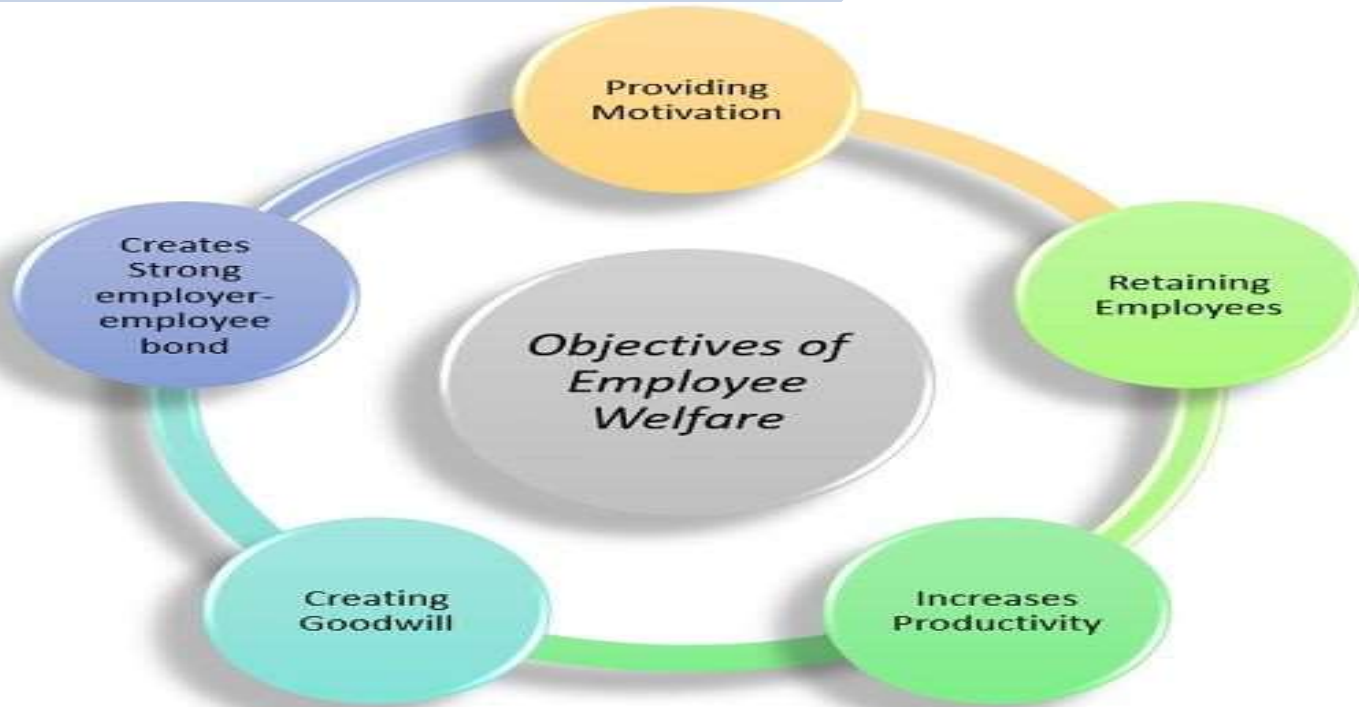 Providing
Motivation
Retaining
Employees
Increases
Productivity
Creating
Goodwill
Creates
Strong
employer-
employee
bond
Objectives of
Employee
Welfare